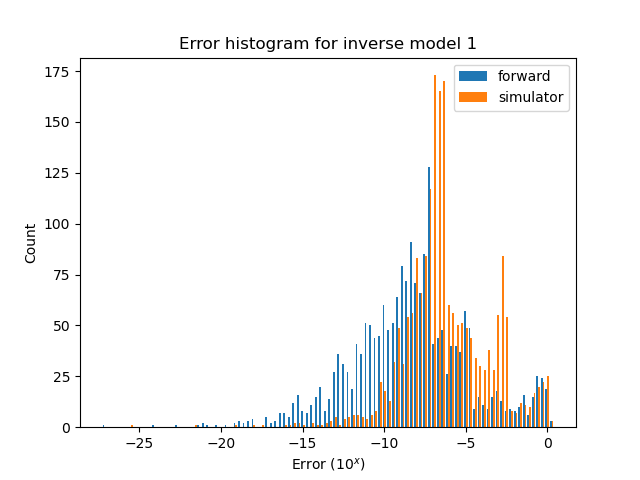 Error histogram for inverse model 1
forward
simulator
175
150
125
100
75
50
25
0
Count
−25
−20
−15
−10
−5
0
Error (10^x)